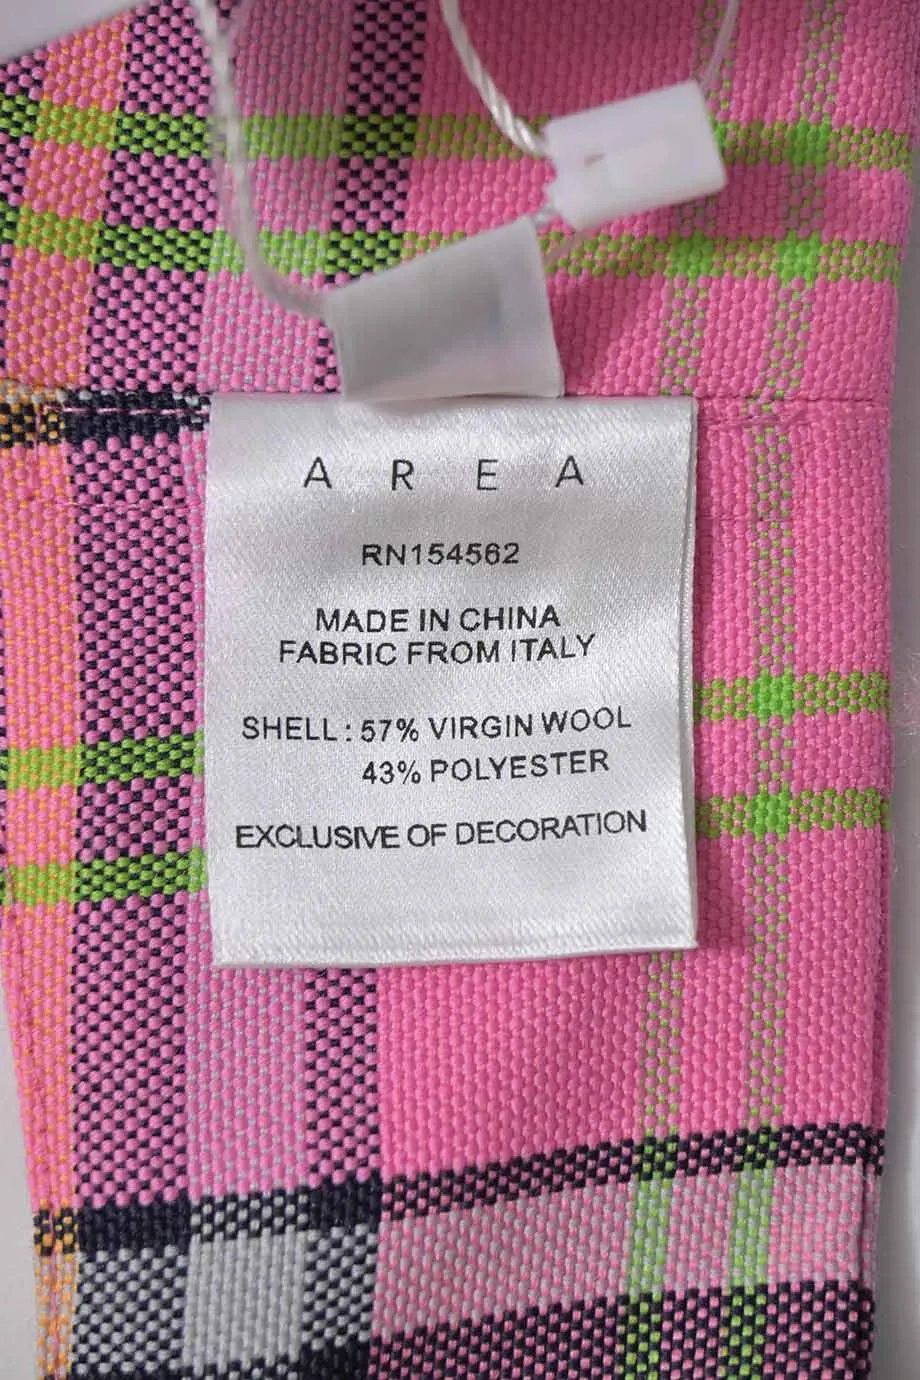 A R E A
RN154562
MADE IN CHINA
FABRIC FROM ITALY
SHELL : 57% VIRGIN WOOL
43% POLYESTER
EXCLUSIVE OF DECORATION